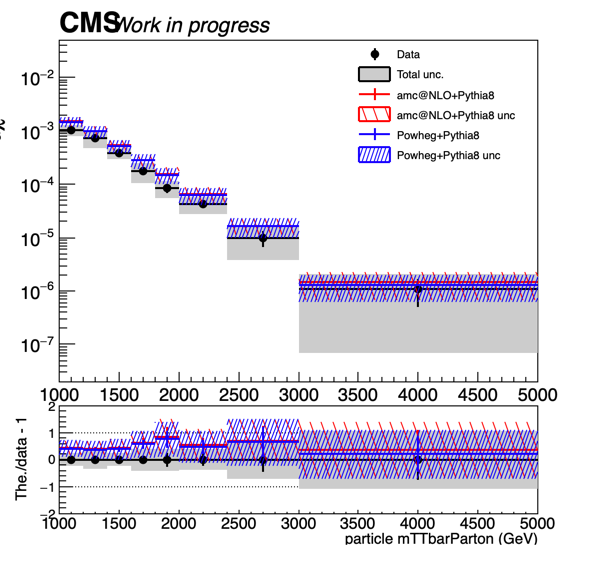 CMS Work in progress
Data
Total unc.
amc@NLO+Pythia8
amc@NLO+Pythia8 unc
Powheg+Pythia8
Powheg+Pythia8 unc
10−2
10−3
10−4
10−5
10−6
10−7
1000 1500 2000 2500 3000 3500 4000 4500 5000
The./data - 1
2
1
0
−1
−2
1000 1500 2000 2500 3000 3500 4000 4500 5000
particle mTTbarParton (GeV)